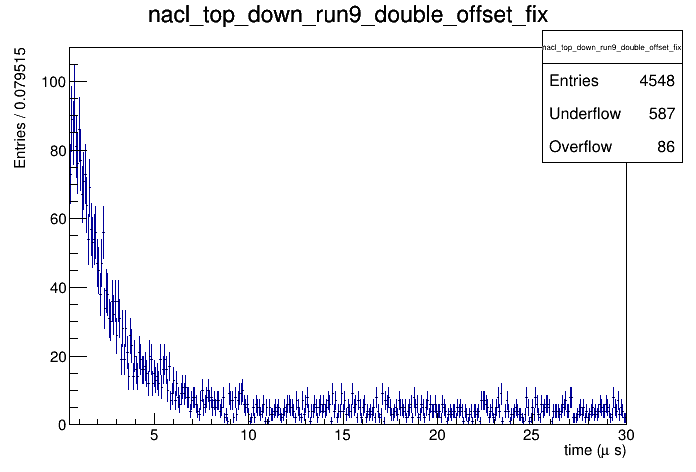 nacl_top_down_run9_double_offset_fix
nacl_top_down_run9_double_offset_fix
Entries 4548
Underflow 587
Overflow 86
Entries / 0.079515
100
80
60
40
20
0
5 10 15 20 25 30
time (μ s)